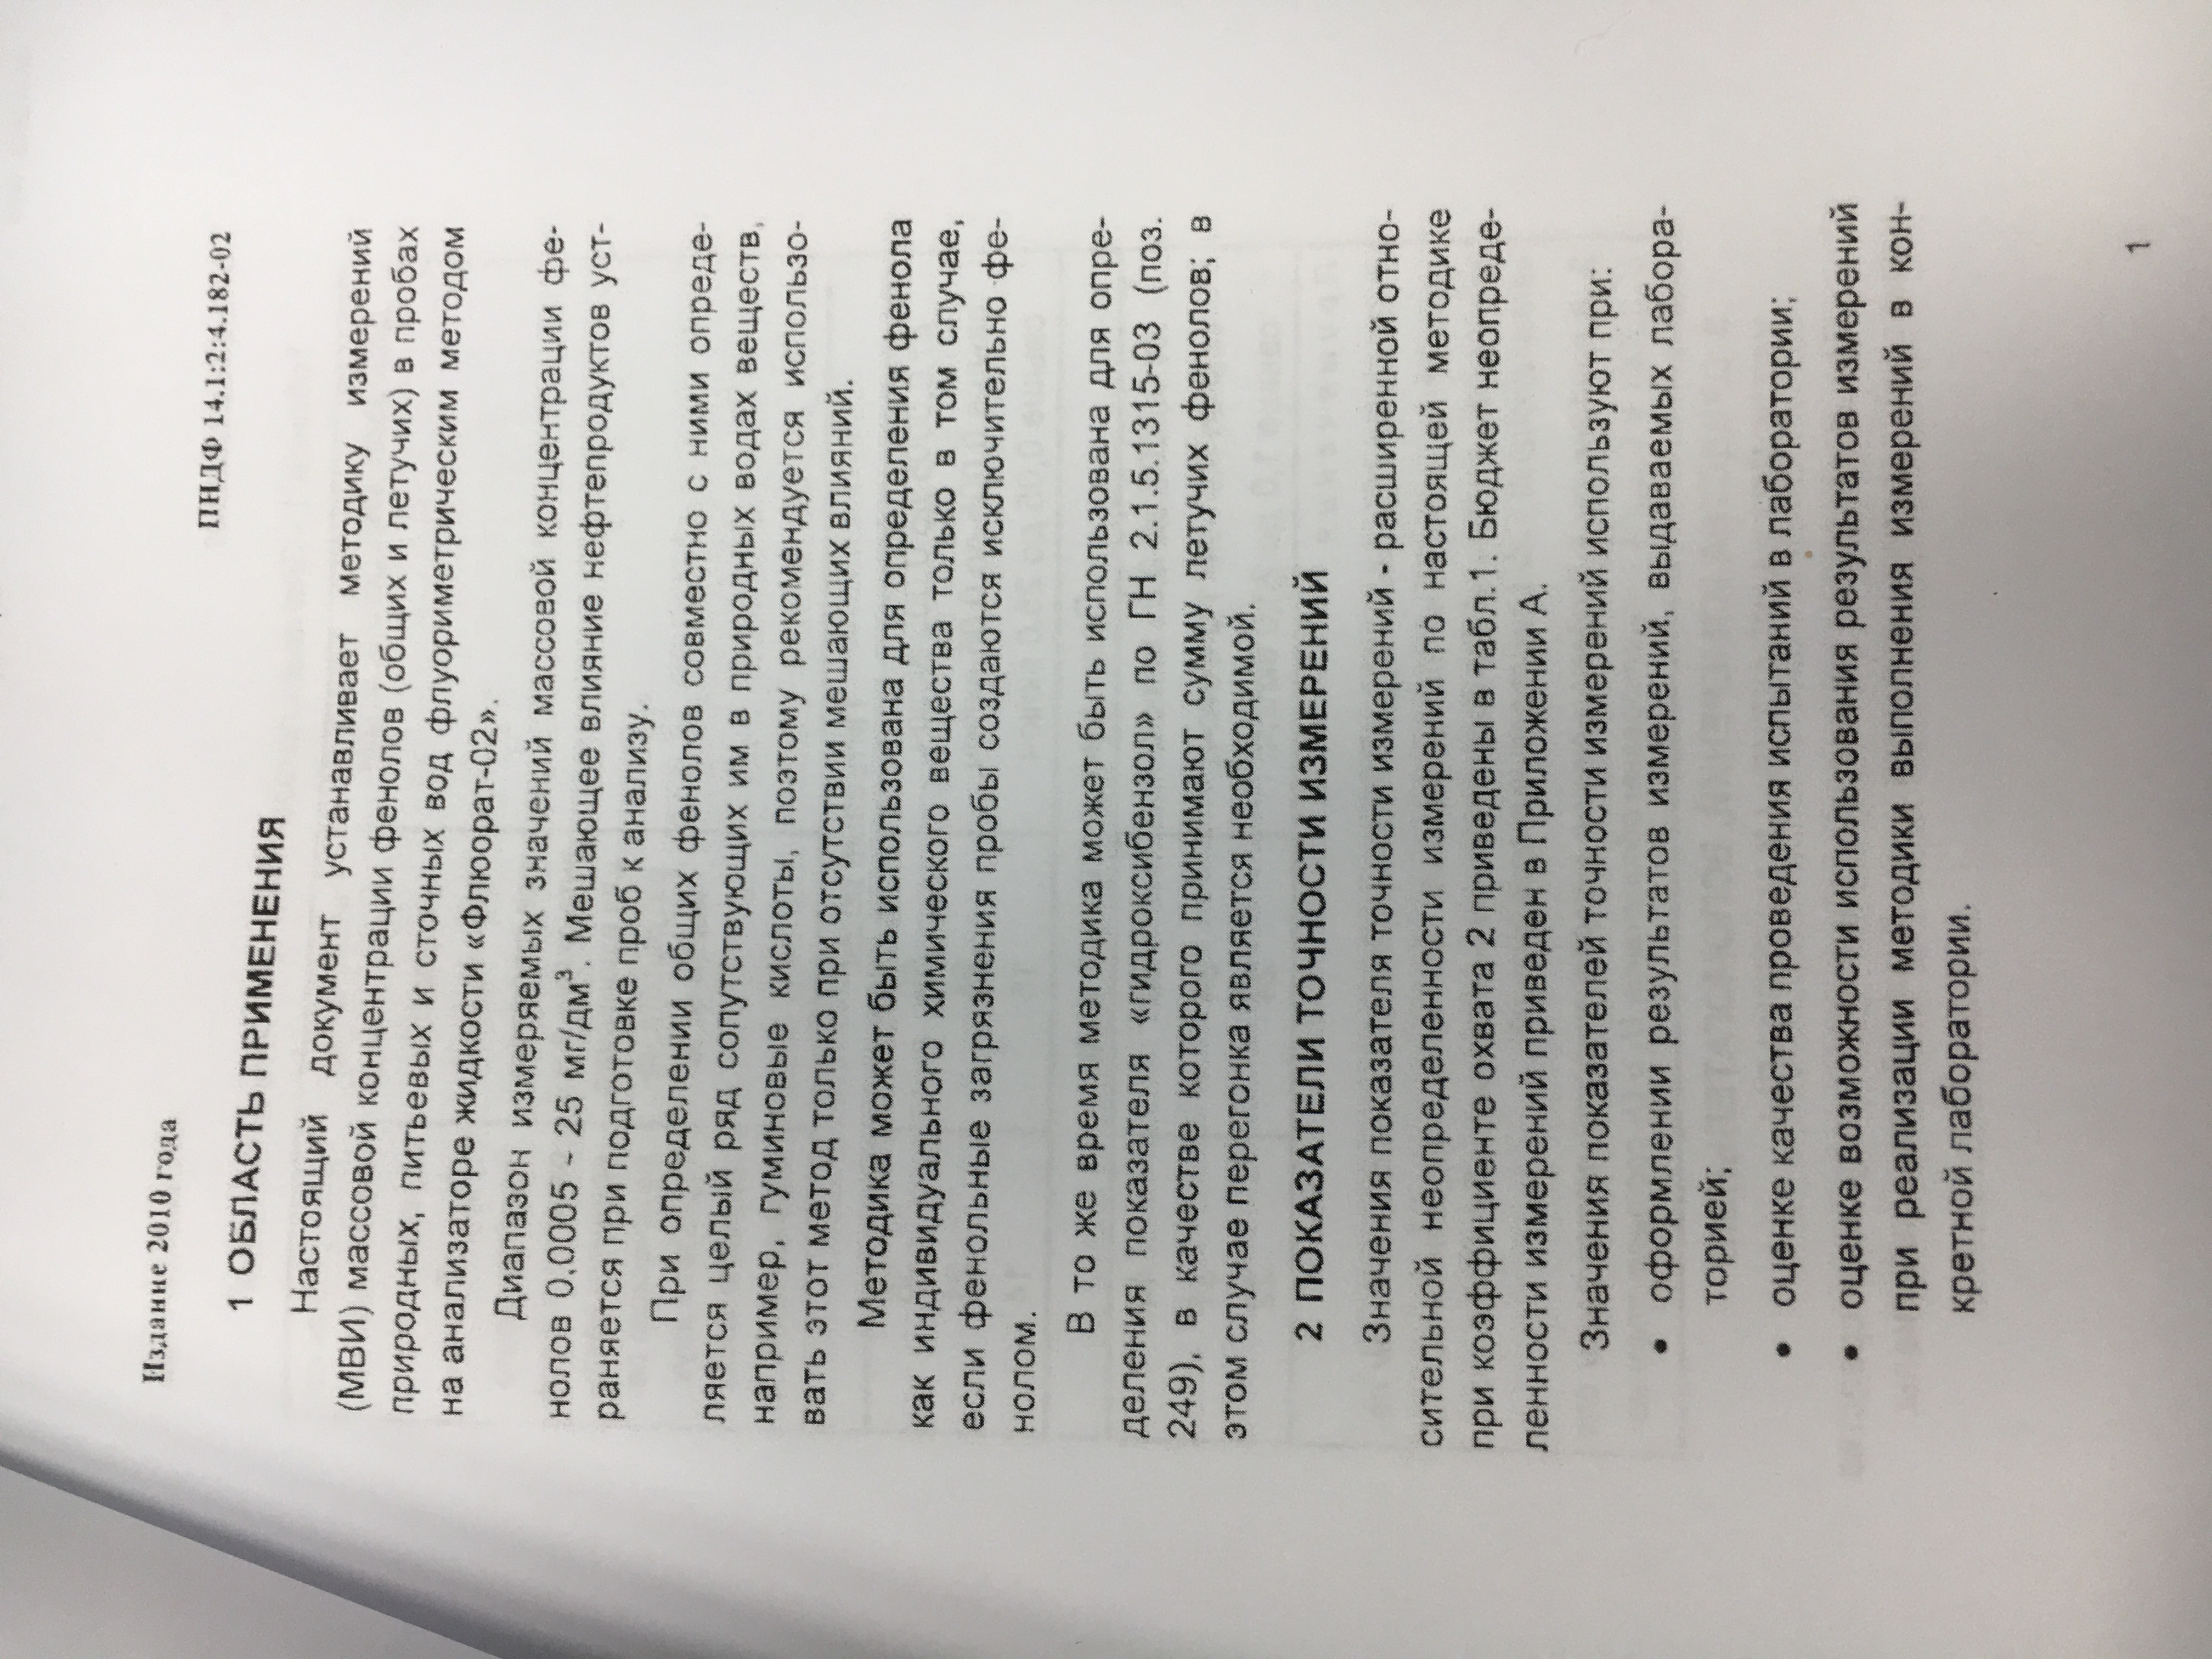 Издание 2010 года
ПНДФ 14.1:2:4.182-02
1 ОБЛАСТЬ ПРИМЕНЕНИЯ
Настоящий документ устанавливает методику измерений
(МВИ) массовой концентрации фенолов (общих и летучих) в пробах
природных, питьевых и сточных вод флуориметрическим методом
на анализаторе жидкости «Флюорат-02».
Диапазон измеряемых значений массовой концентрации фе-
нолов 0,0005 - 25 мг/дм³. Мешающее влияние нефтепродуктов уст-
раняется при подготовке проб к анализу.
При определении общих фенолов совместно с ними опреде-
ляется целый ряд сопутствующих им в природных водах веществ,
например, гуминовые кислоты, поэтому рекомендуется использо-
вать этот метод только при отсутствии мешающих влияний.
Методика может быть использована для определения фенола
как индивидуального химического вещества только в том случае,
если фенольные загрязнения пробы создаются исключительно фе-
нолом.
В то же время методика может быть использована для опре-
деления показателя «гидроксибензол» по ГН 2.1.5.1315-03 (поз.
249), в качестве которого принимают сумму летучих фенолов; в
этом случае перегонка является необходимой.
2 ПОКАЗАТЕЛИ ТОЧНОСТИ ИЗМЕРЕНИЙ
Значения показателя точности измерений - расширенной отно-
сительной неопределенности измерений по настоящей методике
при коэффициенте охвата 2 приведены в табл.1. Бюджет неопреде-
ленности измерений приведен в Приложении А.
Значения показателей точности измерений используют при:
• оформлении результатов измерений, выдаваемых лабора-
торией;
• оценке качества проведения испытаний в лаборатории;
• оценке возможности использования результатов измерений
при реализации методики выполнения измерений в кон-
кретной лаборатории.
1